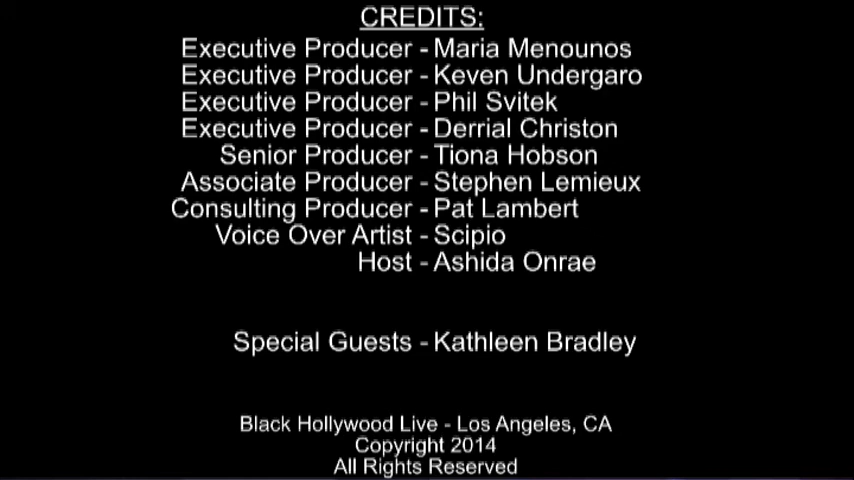 CREDITS:
Executive Producer - Maria Menounos
Executive Producer - Keven Undergaro
Executive Producer - Phil Svitek
Executive Producer - Derrial Christon
Senior Producer - Tiona Hobson
Associate Producer - Stephen Lemieux
Consulting Producer - Pat Lambert
Voice Over Artist - Scipio
Host - Ashida Onrae
Special Guests - Kathleen Bradley
Black Hollywood Live - Los Angeles, CA
Copyright 2014
All Rights Reserved